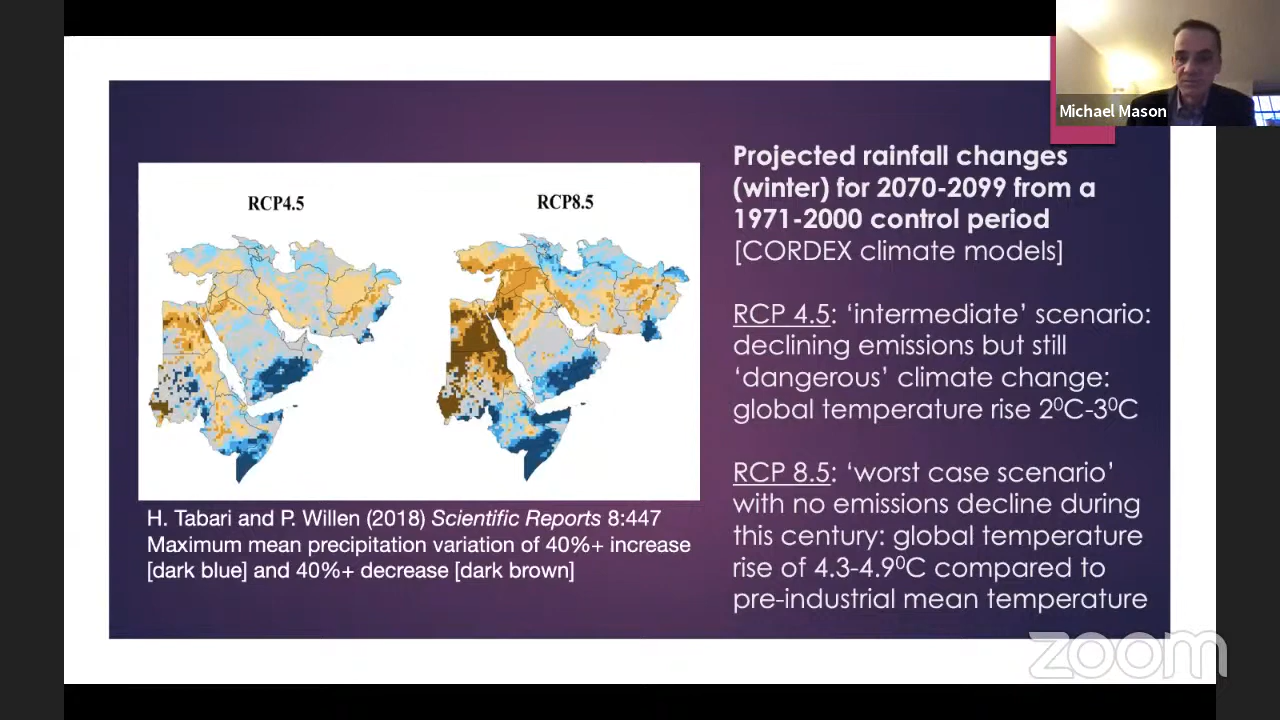 Michael Mason
Projected rainfall changes
(winter) for 2070-2099 from a
1971-2000 control period
[CORDEX climate models]
RCP 4.5: ‘intermediate’ scenario:
declining emissions but still
‘dangerous’ climate change:
global temperature rise 2⁰C-3⁰C
RCP 8.5: ‘worst case scenario’
with no emissions decline during
this century: global temperature
rise of 4.3-4.9⁰C compared to
pre-industrial mean temperature
RCP4.5
RCP8.5
H. Tabari and P. Willen (2018) Scientific Reports 8:447
Maximum mean precipitation variation of 40%+ increase
[dark blue] and 40%+ decrease [dark brown]
zoom